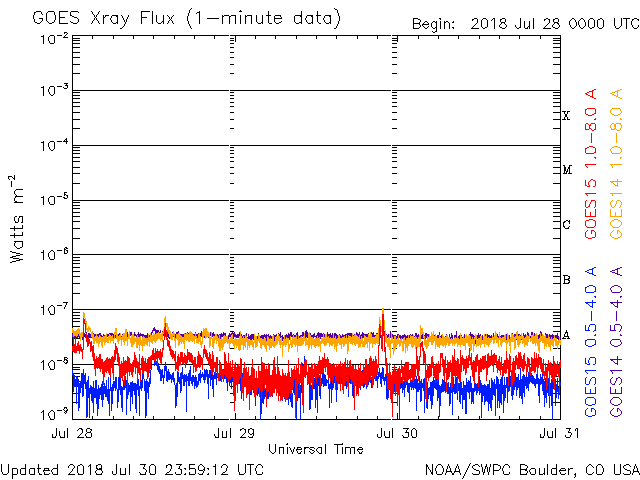 GOES Xray Flux (1-minute data)
Begin: 2018 Jul 28 0000 UTC
10⁻²
10⁻³
10⁻⁴
10⁻⁵
10⁻⁶
10⁻⁷
10⁻⁸
10⁻⁹
Watts m⁻²
X
M
C
B
A
GOES15 1.0-8.0 A
GOES14 1.0-8.0 A
GOES15 0.5-4.0 A
GOES14 0.5-4.0 A
Jul 28 Jul 29 Jul 30 Jul 31
Universal Time
Updated 2018 Jul 30 23:59:12 UTC
NOAA/SWPC Boulder, CO USA